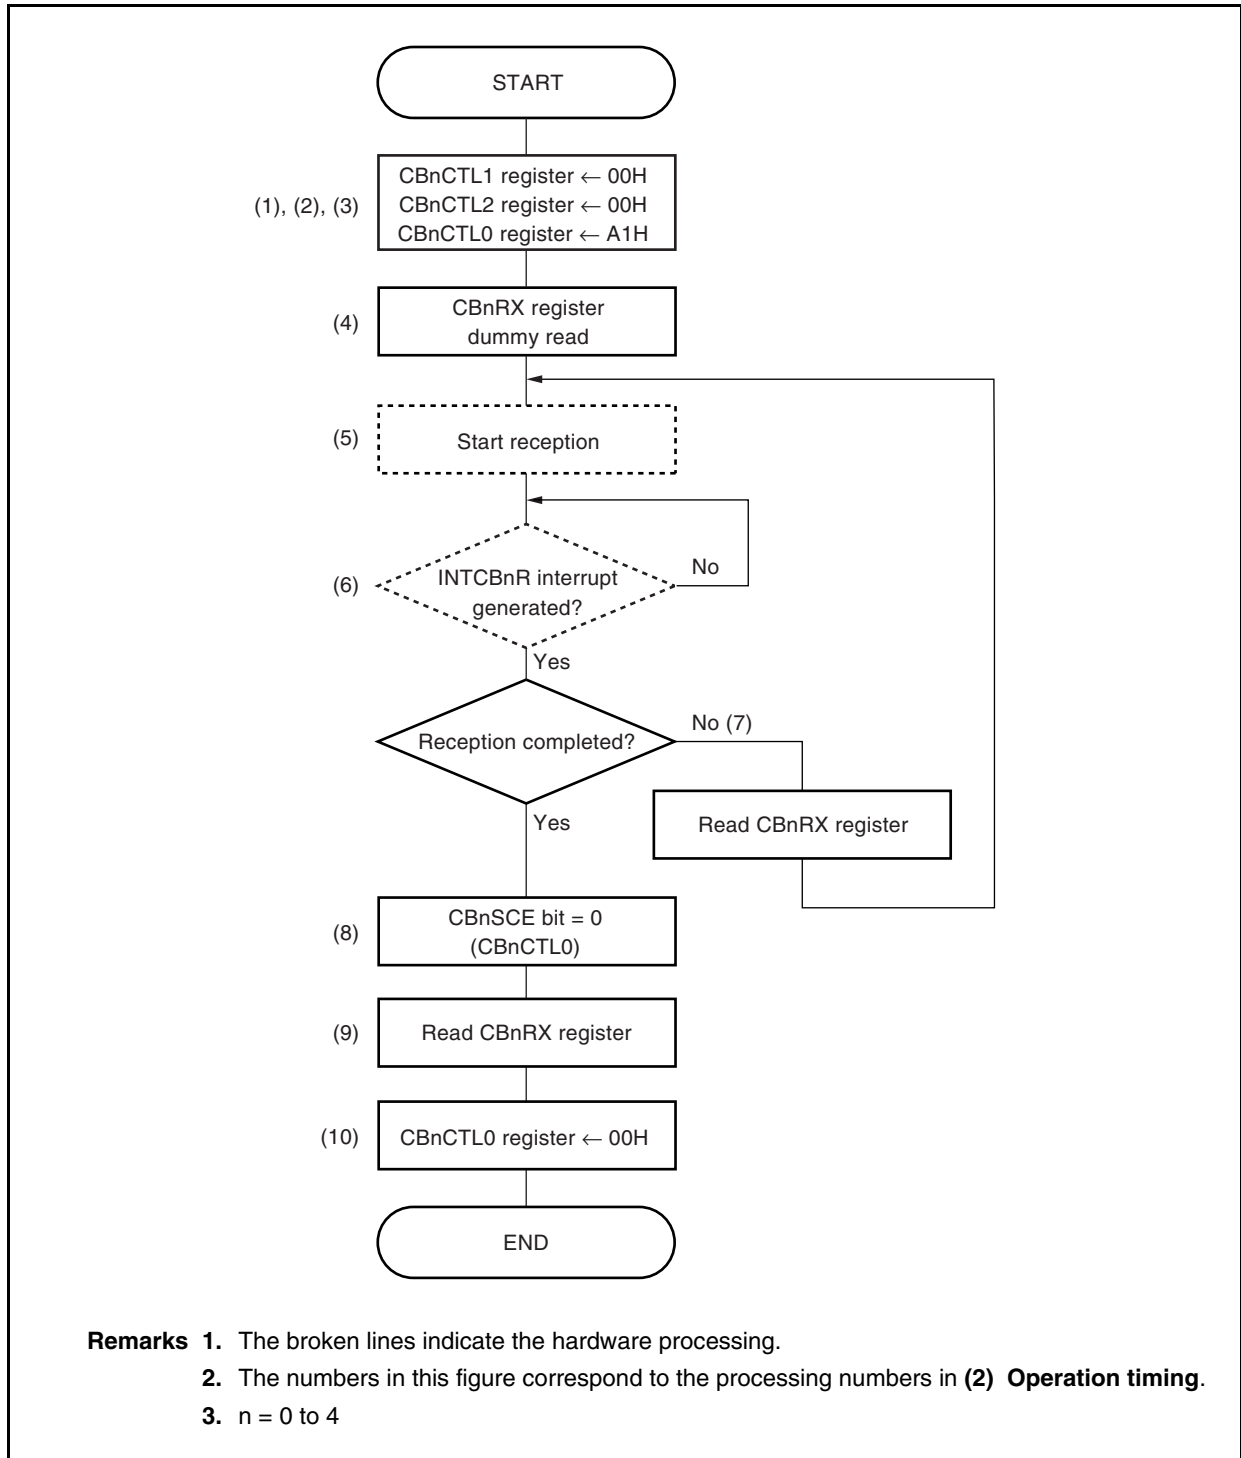 START
(1), (2), (3)
CBnCTL1 register ← 00H
CBnCTL2 register ← 00H
CBnCTL0 register ← A1H
(4)
CBnRX register
dummy read
(5)
Start reception
(6)
INTCBnR interrupt
generated?
No
Yes
Reception completed?
No (7)
Read CBnRX register
Yes
(8)
CBnSCE bit = 0
(CBnCTL0)
(9)
Read CBnRX register
(10)
CBnCTL0 register ← 00H
END
Remarks 1. The broken lines indicate the hardware processing.
2. The numbers in this figure correspond to the processing numbers in (2) Operation timing.
3. n = 0 to 4